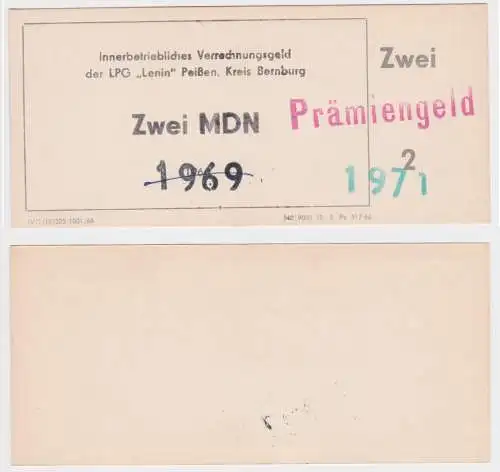 Innerbetriebliches Verrechnungsgeld
der LPG „Lenin" Peißen, Kreis Bernburg
Zwei MDN
1969
Zwei
Prämiengeld
2
1971